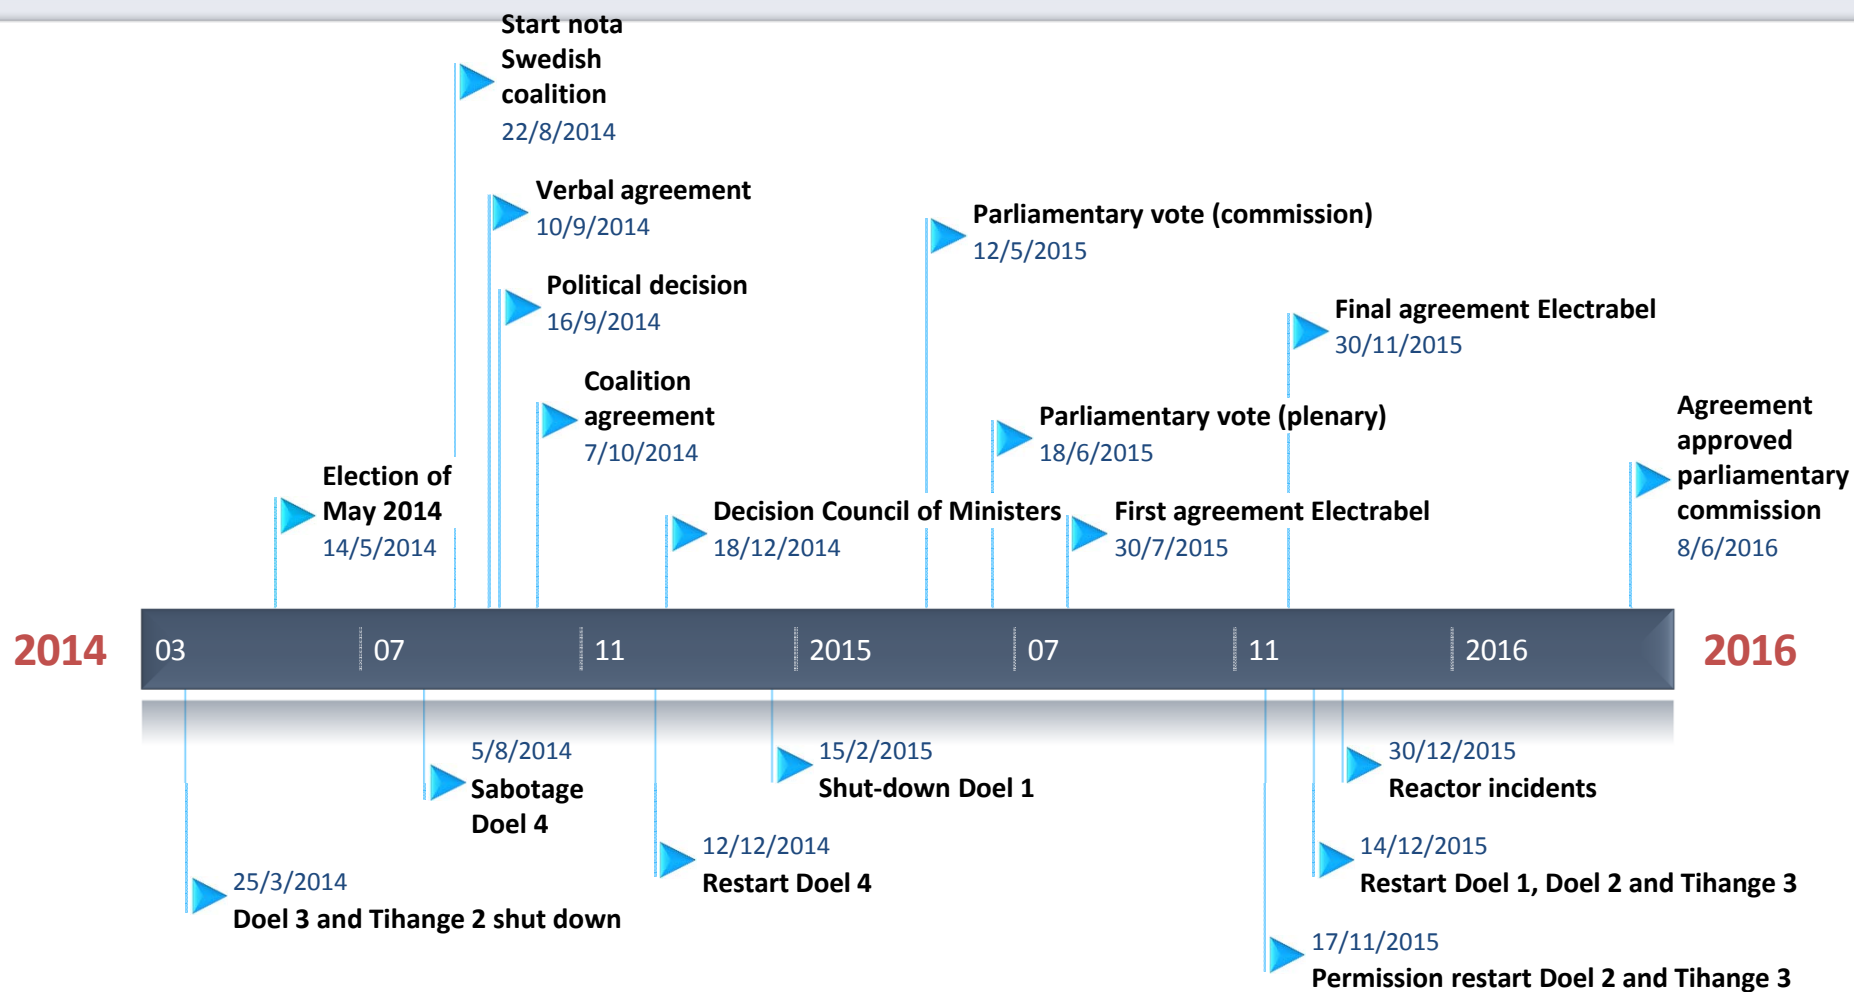 Start nota
Swedish
coalition
22/8/2014
Verbal agreement
10/9/2014
Political decision
16/9/2014
Coalition
agreement
7/10/2014
Election of
May 2014
14/5/2014
Decision Council of Ministers
18/12/2014
Parliamentary vote (commission)
12/5/2015
Parliamentary vote (plenary)
18/6/2015
First agreement Electrabel
30/7/2015
Final agreement Electrabel
30/11/2015
Agreement
approved
parliamentary
commission
8/6/2016
2014
03
07
11
2015
07
11
2016
2016
25/3/2014
Doel 3 and Tihange 2 shut down
5/8/2014
Sabotage
Doel 4
12/12/2014
Restart Doel 4
15/2/2015
Shut-down Doel 1
30/12/2015
Reactor incidents
14/12/2015
Restart Doel 1, Doel 2 and Tihange 3
17/11/2015
Permission restart Doel 2 and Tihange 3